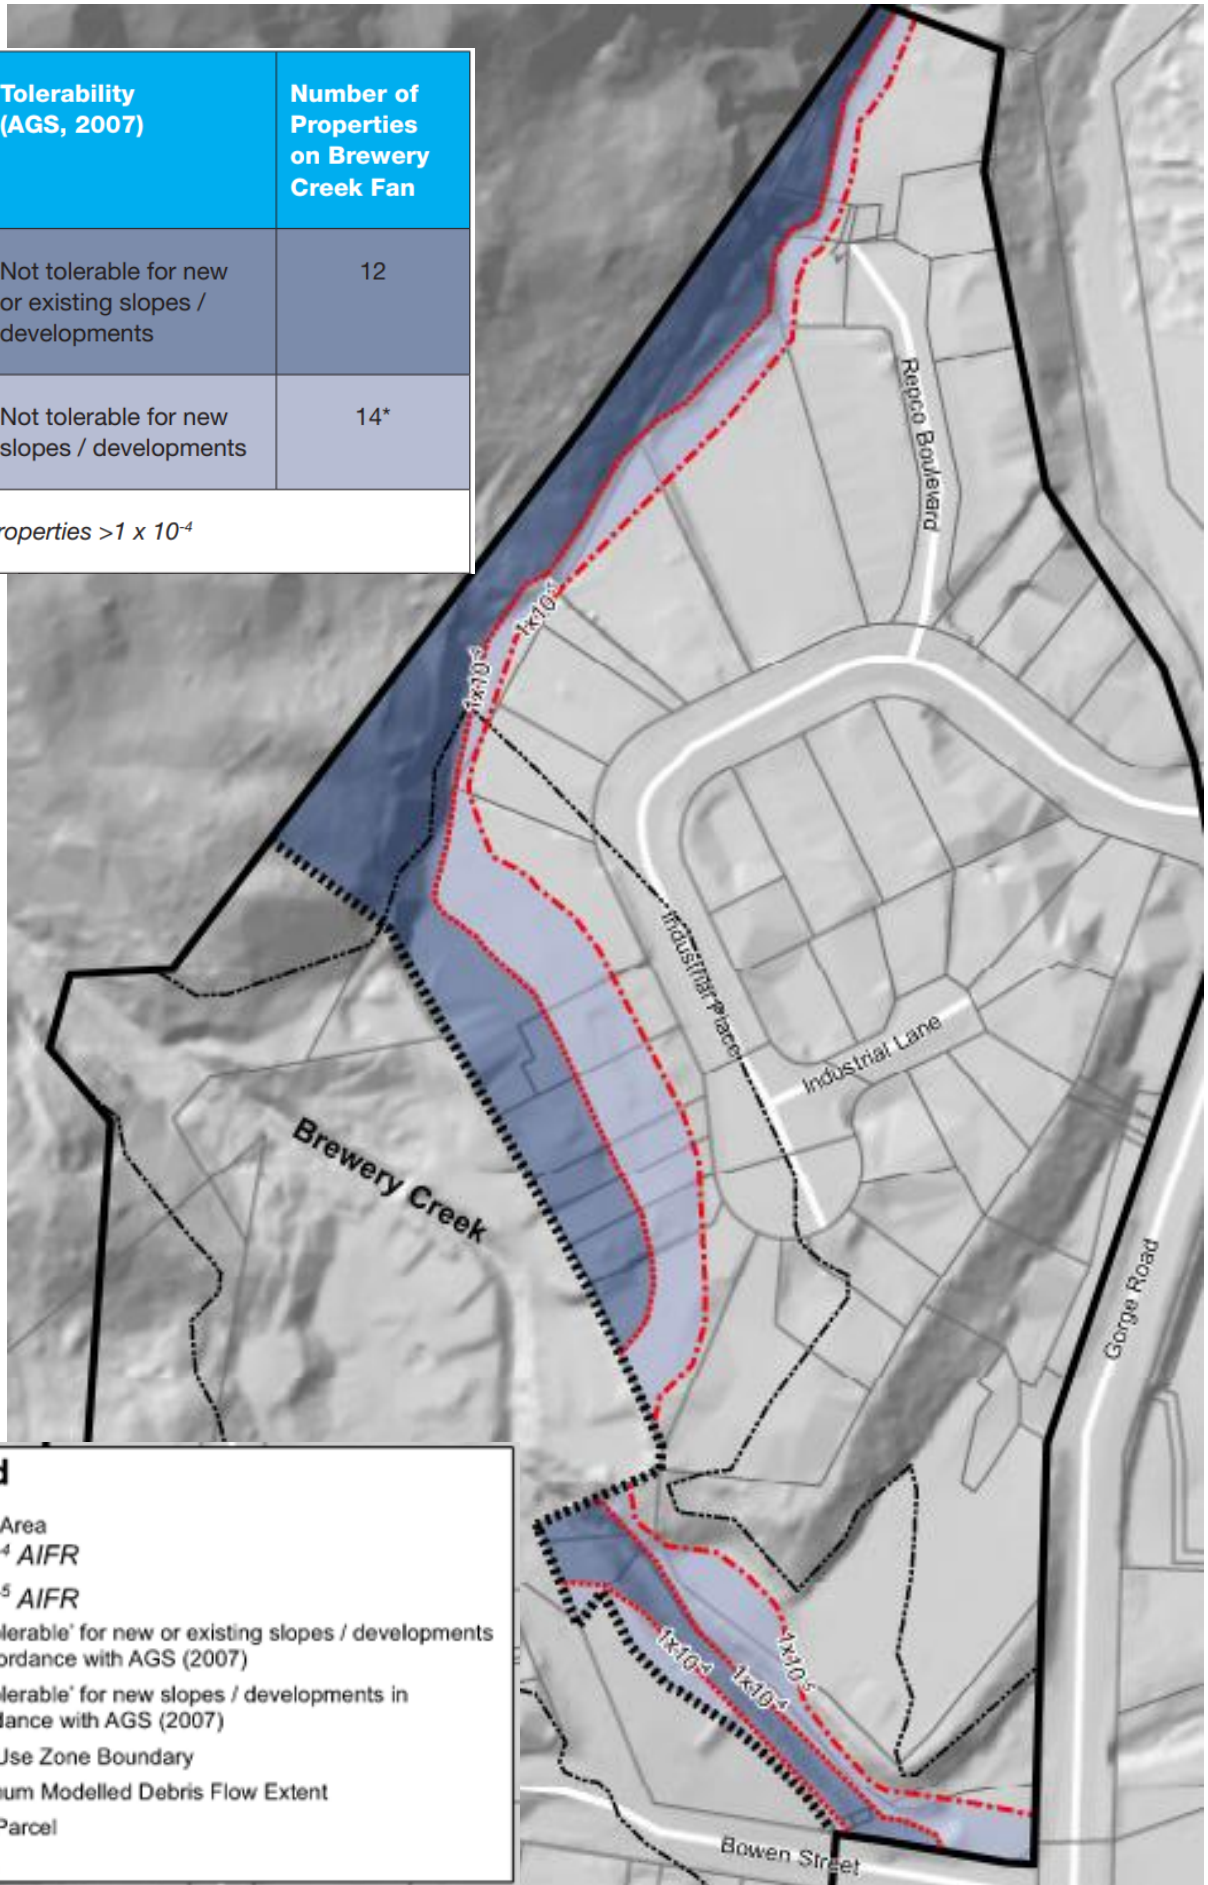 Tolerability
(AGS, 2007)
Number of
Properties
on Brewery
Creek Fan
Not tolerable for new
or existing slopes /
developments
12
Not tolerable for new
slopes / developments
14*
roperties >1 x 10-4
Repco Boulevard
1x10
1x10
Industrial Place
Industrial Lane
Brewery Creek
Gorge Road
1x10-4
1x10-4
1x10-5
Bowen Street
d
Area
4 AIFR
5 AIFR
lerable' for new or existing slopes / developments
ordance with AGS (2007)
lerable' for new slopes / developments in
dance with AGS (2007)
Use Zone Boundary
um Modelled Debris Flow Extent
Parcel